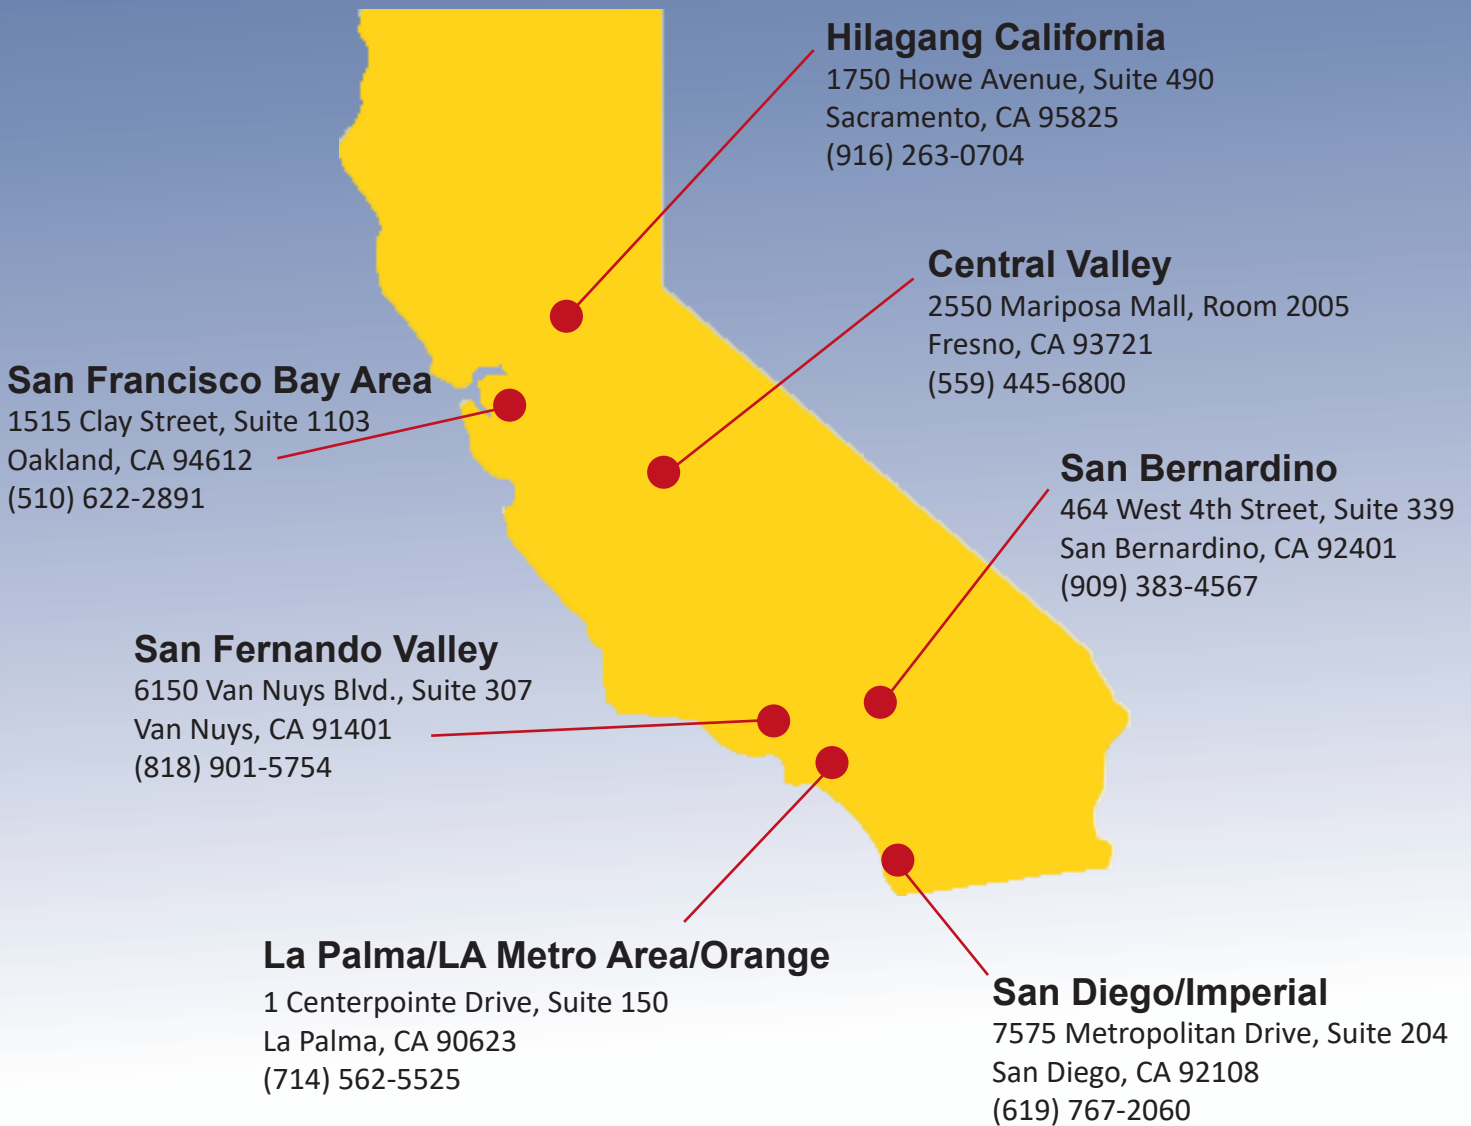 Hilagang California
1750 Howe Avenue, Suite 490
Sacramento, CA 95825
(916) 263-0704
Central Valley
2550 Mariposa Mall, Room 2005
Fresno, CA 93721
(559) 445-6800
San Francisco Bay Area
1515 Clay Street, Suite 1103
Oakland, CA 94612
(510) 622-2891
San Bernardino
464 West 4th Street, Suite 339
San Bernardino, CA 92401
(909) 383-4567
San Fernando Valley
6150 Van Nuys Blvd., Suite 307
Van Nuys, CA 91401
(818) 901-5754
La Palma/LA Metro Area/Orange
1 Centerpointe Drive, Suite 150
La Palma, CA 90623
(714) 562-5525
San Diego/Imperial
7575 Metropolitan Drive, Suite 204
San Diego, CA 92108
(619) 767-2060